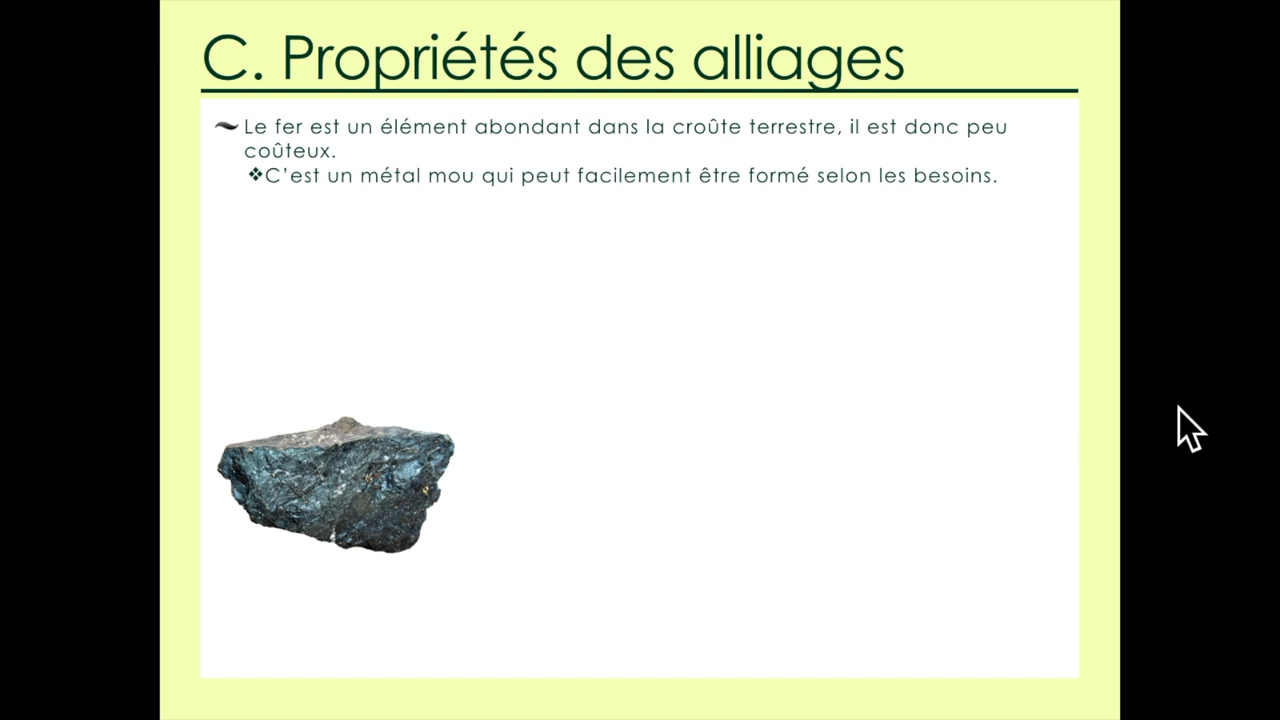 C. Propriétés des alliages
Le fer est un élément abondant dans la croûte terrestre, il est donc peu
coûteux.
❖C’est un métal mou qui peut facilement être formé selon les besoins.